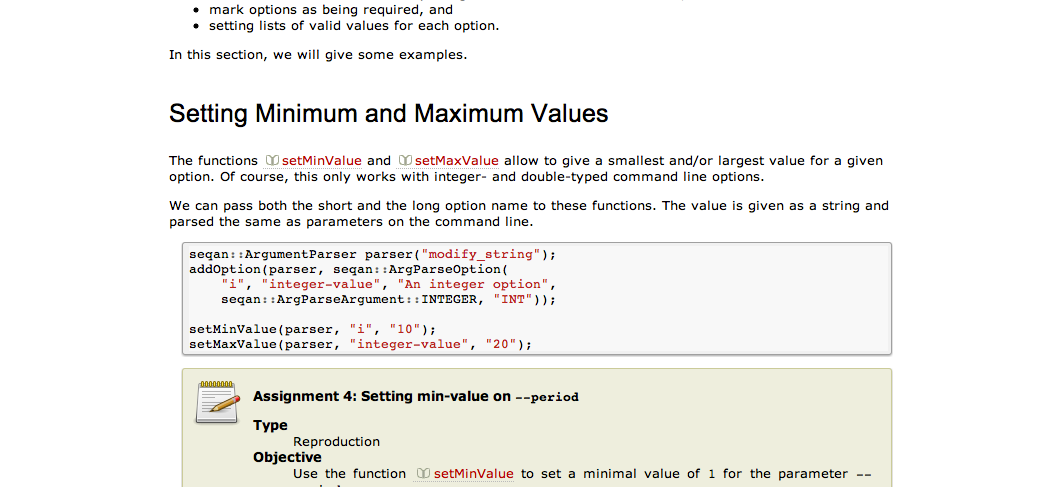 mark options as being required, and
setting lists of valid values for each option.
In this section, we will give some examples.
Setting Minimum and Maximum Values
The functions setMinValue and setMaxValue allow to give a smallest and/or largest value for a given
option. Of course, this only works with integer- and double-typed command line options.
We can pass both the short and the long option name to these functions. The value is given as a string and
parsed the same as parameters on the command line.
seqan::ArgumentParser parser("modify_string");
addOption(parser, seqan::ArgParseOption(
"i", "integer-value", "An integer option",
seqan::ArgParseArgument::INTEGER, "INT"));
setMinValue(parser, "i", "10");
setMaxValue(parser, "integer-value", "20");
Assignment 4: Setting min-value on --period
Type
Reproduction
Objective
Use the function setMinValue to set a minimal value of 1 for the parameter --